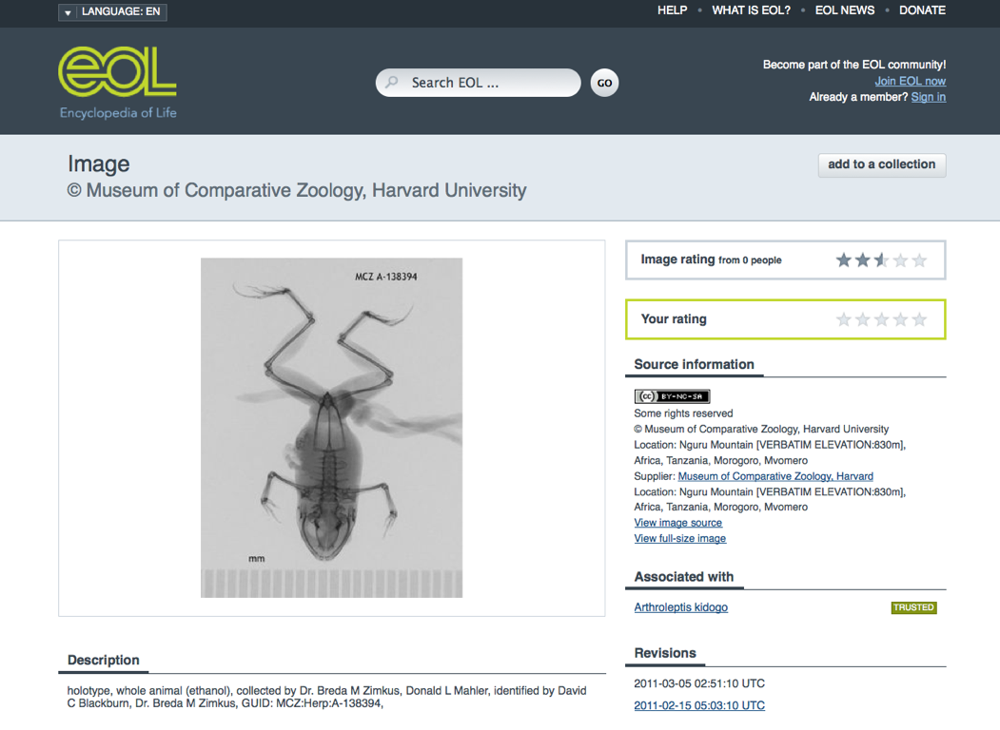 LANGUAGE: EN
HELP • WHAT IS EOL? • EOL NEWS • DONATE
eol
Encyclopedia of Life
Search EOL ...
GO
Become part of the EOL community!
Join EOL now
Already a member? Sign in
Image
© Museum of Comparative Zoology, Harvard University
add to a collection
MCZ A-138394
mm
Image rating from 0 people
Your rating
Source information
cc BY-NC-SA
Some rights reserved
© Museum of Comparative Zoology, Harvard University
Location: Nguru Mountain [VERBATIM ELEVATION:830m],
Africa, Tanzania, Morogoro, Mvomero
Supplier: Museum of Comparative Zoology, Harvard
Location: Nguru Mountain [VERBATIM ELEVATION:830m],
Africa, Tanzania, Morogoro, Mvomero
View image source
View full-size image
Associated with
Arthroleptis kidogo TRUSTED
Revisions
2011-03-05 02:51:10 UTC
2011-02-15 05:03:10 UTC
Description
holotype, whole animal (ethanol), collected by Dr. Breda M Zimkus, Donald L Mahler, identified by David
C Blackburn, Dr. Breda M Zimkus, GUID: MCZ:Herp:A-138394,